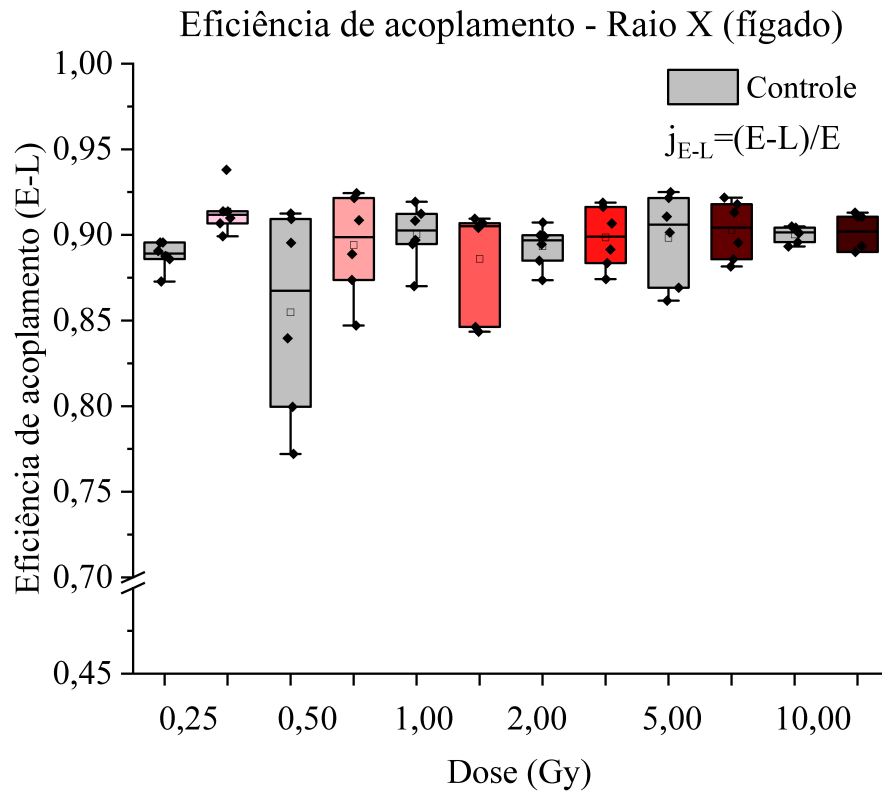 Eficiência de acoplamento - Raio X (fígado)
Controle
jE-L=(E-L)/E
Eficiência de acoplamento (E-L)
1,00
0,95
0,90
0,85
0,80
0,75
0,70
0,45
0,25 0,50 1,00 2,00 5,00 10,00
Dose (Gy)